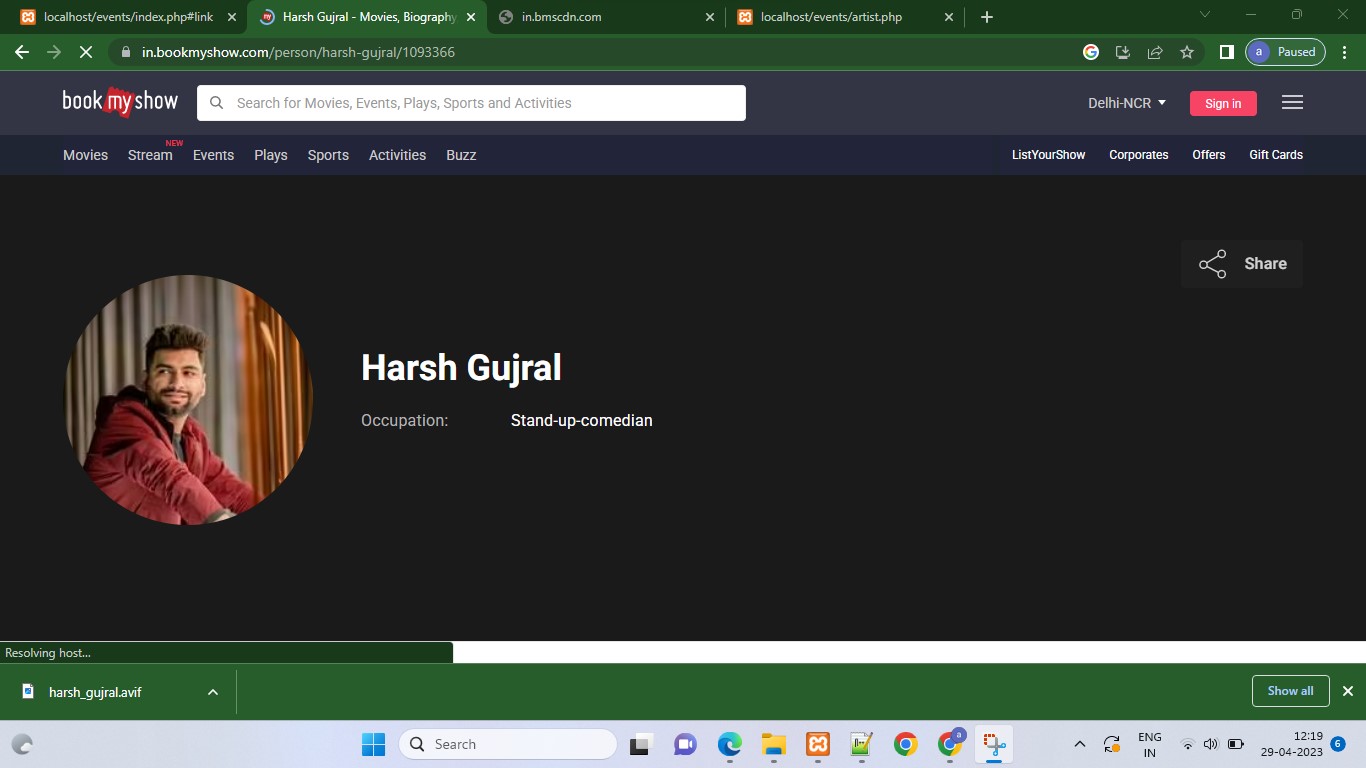 localhost/events/index.php#link
Harsh Gujral - Movies, Biography
in.bmscdn.com
localhost/events/artist.php
in.bookmyshow.com/person/harsh-gujral/1093366
a Paused
book my show
Search for Movies, Events, Plays, Sports and Activities
Delhi-NCR
Sign in
Movies Stream NEW Events Plays Sports Activities Buzz
ListYourShow Corporates Offers Gift Cards
Share
Harsh Gujral
Occupation: Stand-up-comedian
Resolving host...
harsh_gujral.avif
Show all
Search
a
ENG
IN
12:19
29-04-2023
6